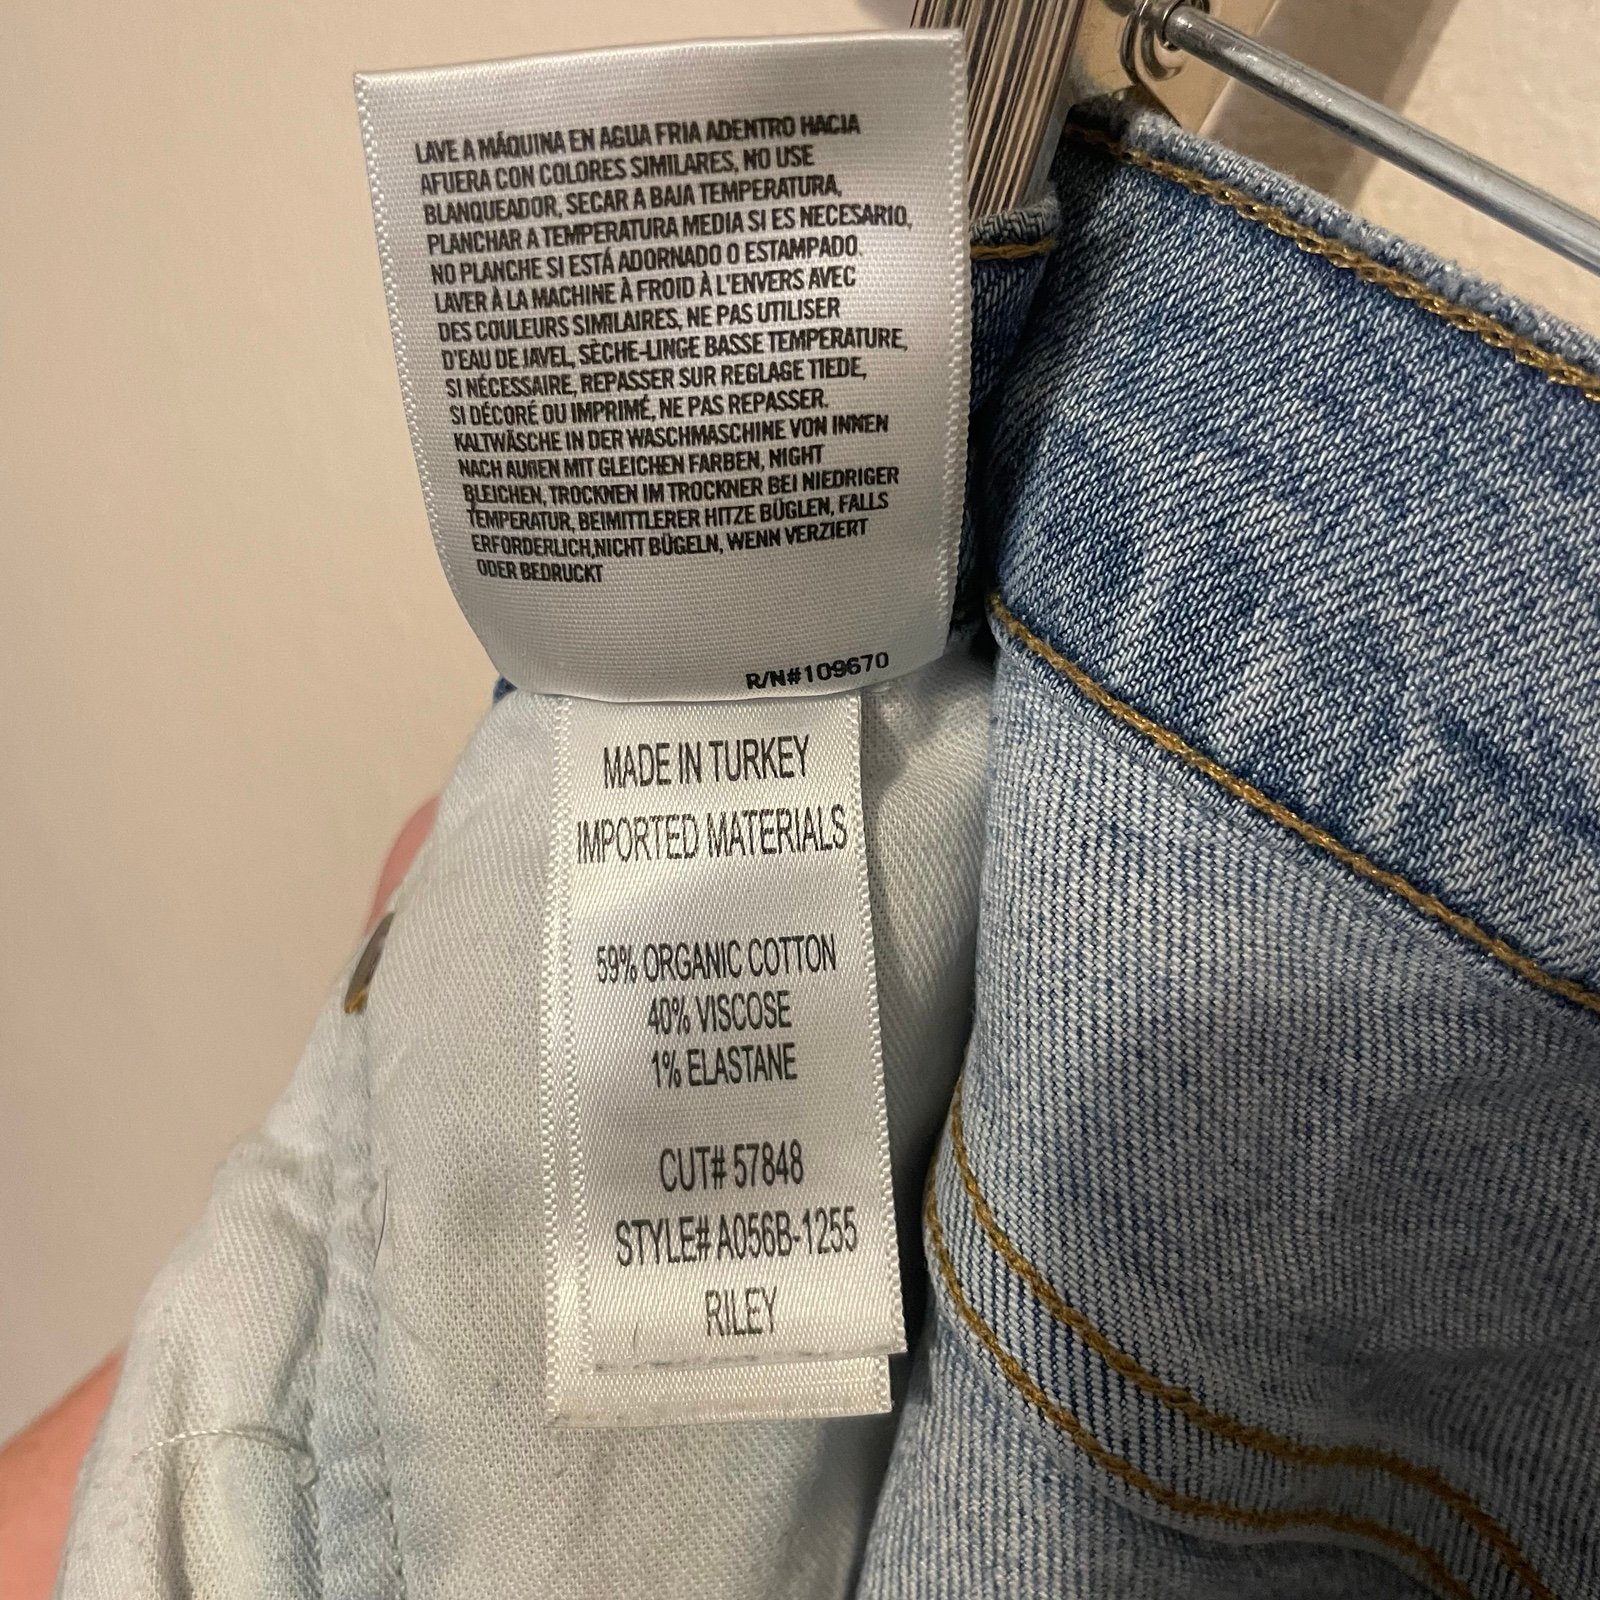 LAVE A MÁQUINA EN AGUA FRIA ADENTRO HACIA
AFUERA CON COLORES SIMILARES, NO USE
BLANQUEADOR, SECAR A BAJA TEMPERATURA,
PLANCHAR A TEMPERATURA MEDIA SI ES NECESARIO,
NO PLANCHE SI ESTÁ ADORNADO O ESTAMPADO.
LAVER À LA MACHINE À FROID À L'ENVERS AVEC
DES COULEURS SIMILAIRES, NE PAS UTILISER
D'EAU DE JAVEL, SÈCHE-LINGE BASSE TEMPERATURE,
SI NÉCESSAIRE, REPASSER SUR REGLAGE TIEDE,
SI DÉCORÉ OU IMPRIMÉ, NE PAS REPASSER.
KALTWÄSCHE IN DER WASCHMASCHINE VON INNEN
NACH AUßEN MIT GLEICHEN FARBEN, NIGHT
BLEICHEN, TROCKNEN IM TROCKNER BEI NIEDRIGER
TEMPERATUR, BEIMITTLERER HITZE BÜGLEN, FALLS
ERFORDERLICH,NICHT BÜGELN, WENN VERZIERT
ODER BEDRUCKT
R/N#109670
MADE IN TURKEY
IMPORTED MATERIALS
59% ORGANIC COTTON
40% VISCOSE
1% ELASTANE
CUT# 57848
STYLE# A056B-1255
RILEY